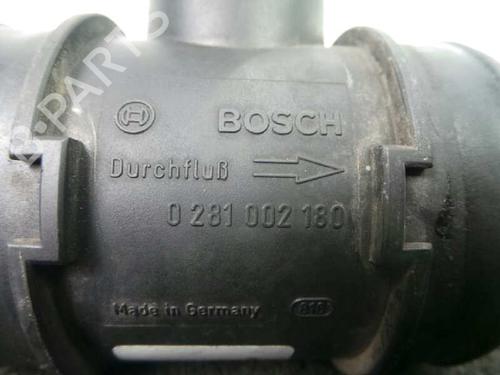 BOSCH
Durchfluß
0 281 002 180
Made in Germany
B-PARTS